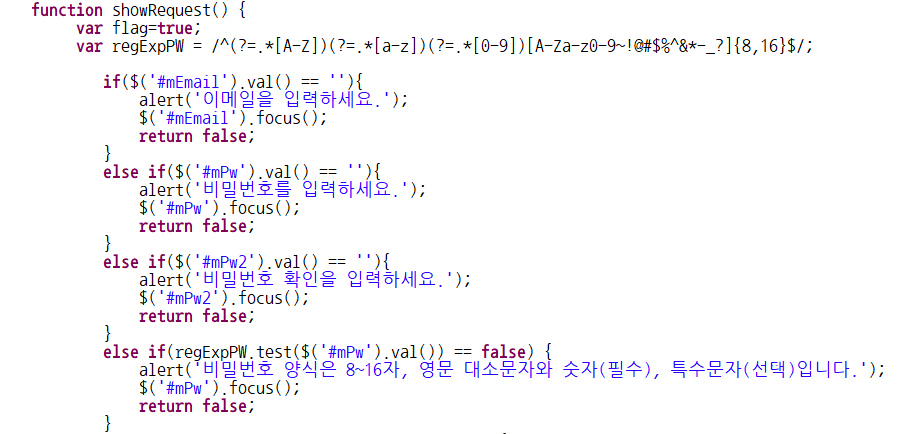 function showRequest() {
var flag=true;
var regExpPW = /^(?=.*[A-Z])(?=.*[a-z])(?=.*[0-9])[A-Za-z0-9~!@#$%^&*-_?]{8,16}$/;
if($('#mEmail').val() == ''){
alert('이메일을 입력하세요.');
$('#mEmail').focus();
return false;
}
else if($('#mPw').val() == ''){
alert('비밀번호를 입력하세요.');
$('#mPw').focus();
return false;
}
else if($('#mPw2').val() == ''){
alert('비밀번호 확인을 입력하세요.');
$('#mPw2').focus();
return false;
}
else if(regExpPW.test($('#mPw').val()) == false) {
alert('비밀번호 양식은 8~16자, 영문 대소문자와 숫자(필수), 특수문자(선택)입니다.');
$('#mPw').focus();
return false;
}